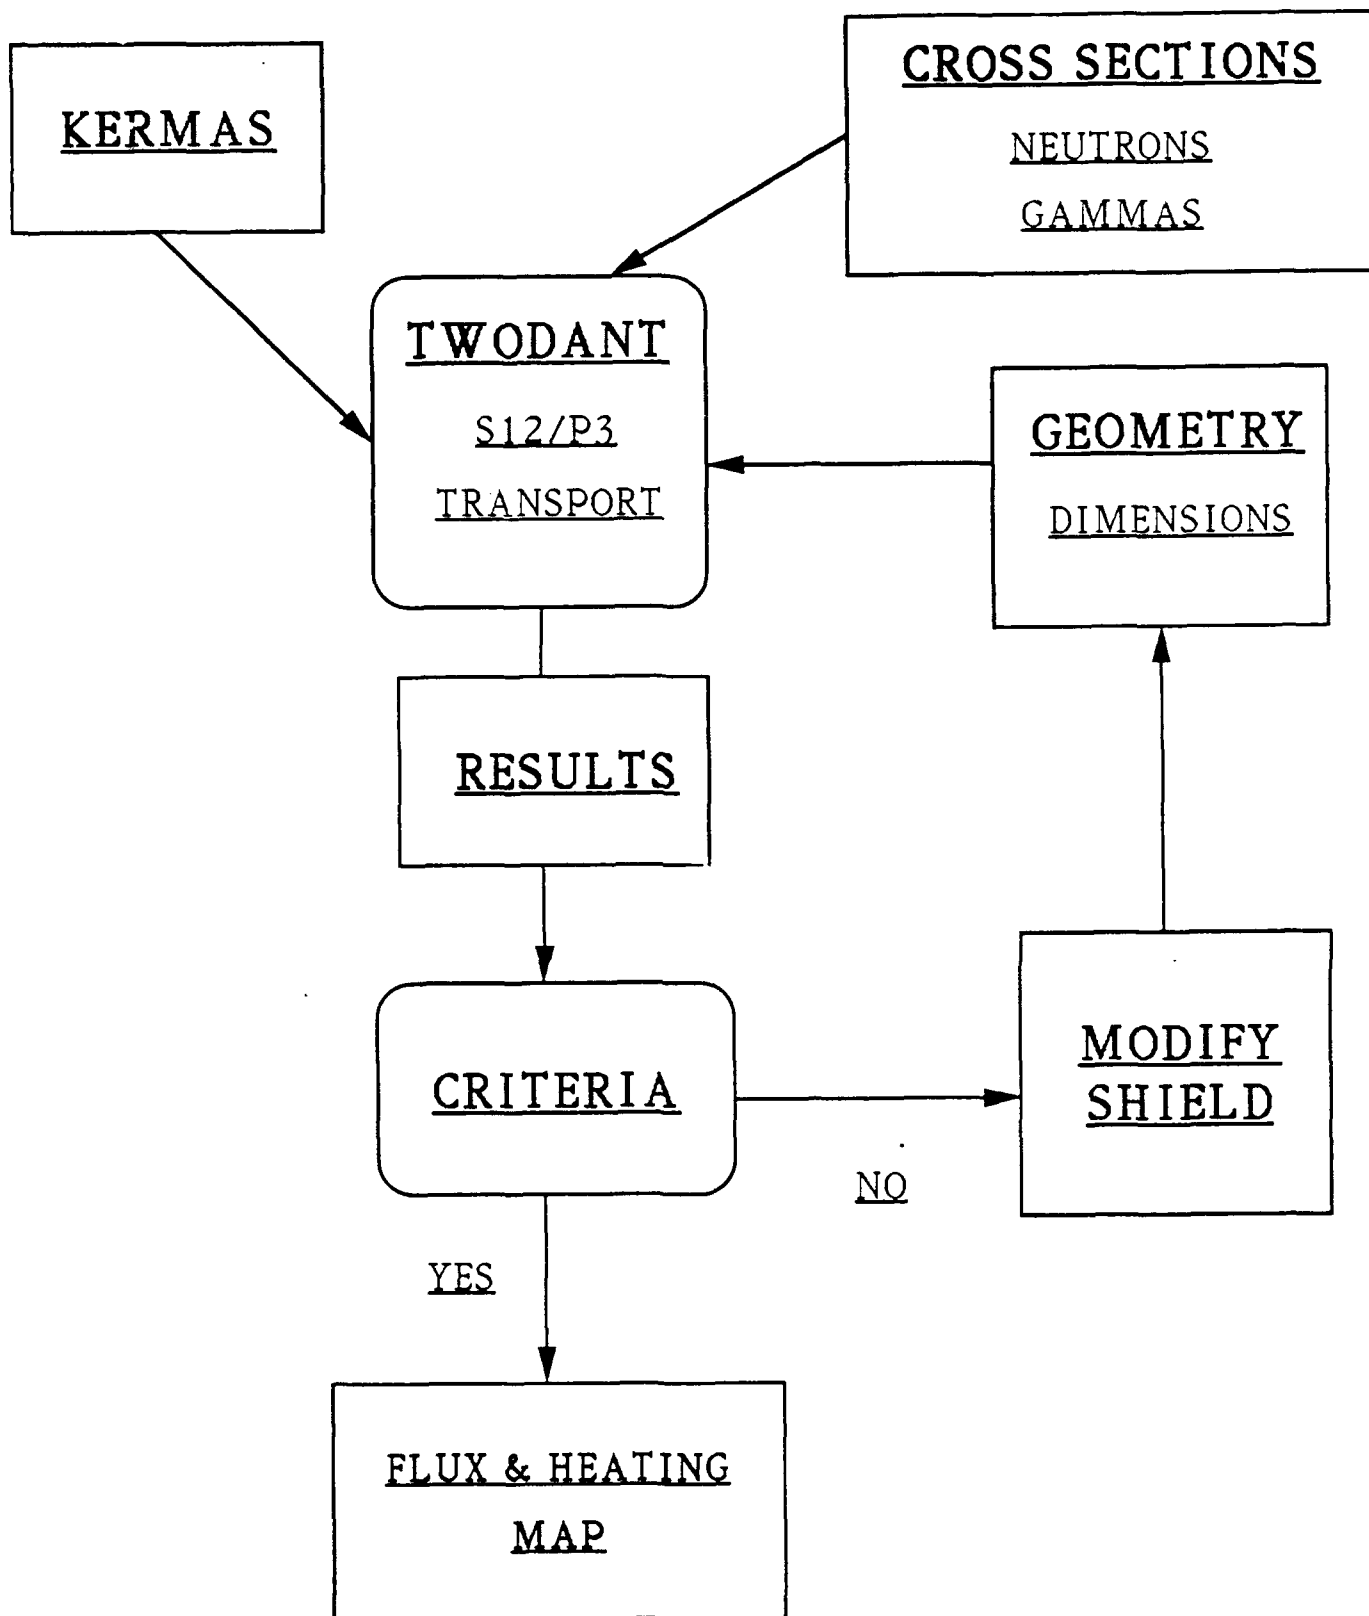 KERMAS
CROSS SECTIONS
NEUTRONS
GAMMAS
TWODANT
S12/P3
TRANSPORT
GEOMETRY
DIMENSIONS
RESULTS
CRITERIA
MODIFY
SHIELD
NO
YES
FLUX & HEATING
MAP